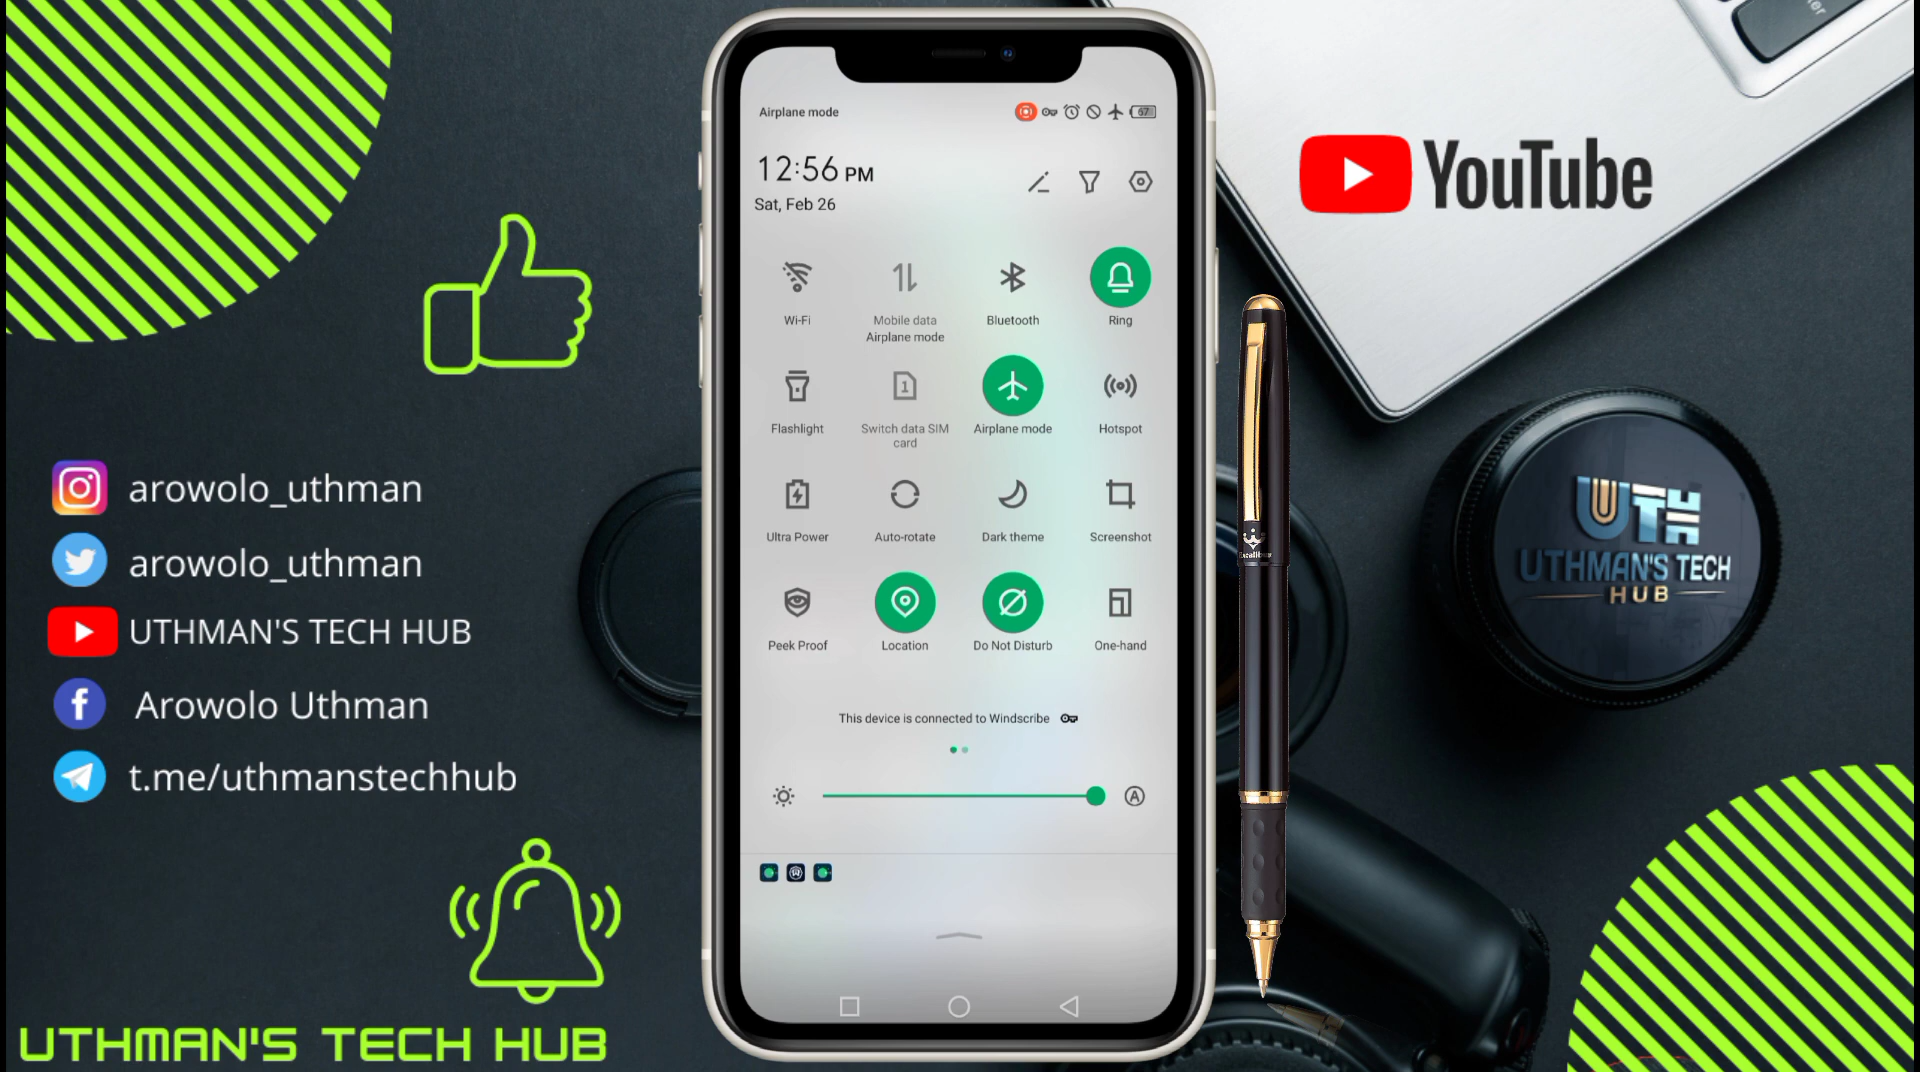 Airplane mode
67
12:56 PM
Sat, Feb 26
Wi-Fi
Mobile data
Airplane mode
Bluetooth
Ring
Flashlight
1
Switch data SIM
card
Airplane mode
Hotspot
Ultra Power
Auto-rotate
Dark theme
Screenshot
Peek Proof
Location
Do Not Disturb
One-hand
This device is connected to Windscribe
A
YouTube
arowolo_uthman
arowolo_uthman
UTHMAN'S TECH HUB
Arowolo Uthman
t.me/uthmanstechhub
UTHMAN'S TECH HUB
UTH
UTHMAN'S TECH
HUB